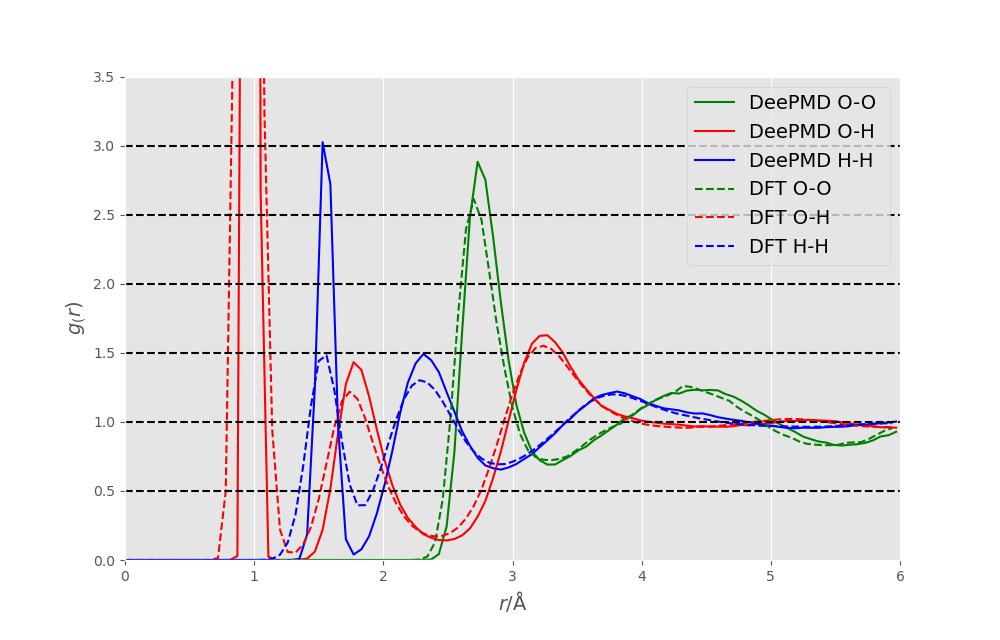 3.5
3.0
2.5
2.0
1.5
1.0
0.5
0.0
g(r)
DeePMD O-O
DeePMD O-H
DeePMD H-H
DFT O-O
DFT O-H
DFT H-H
0 1 2 3 4 5 6
r/Å